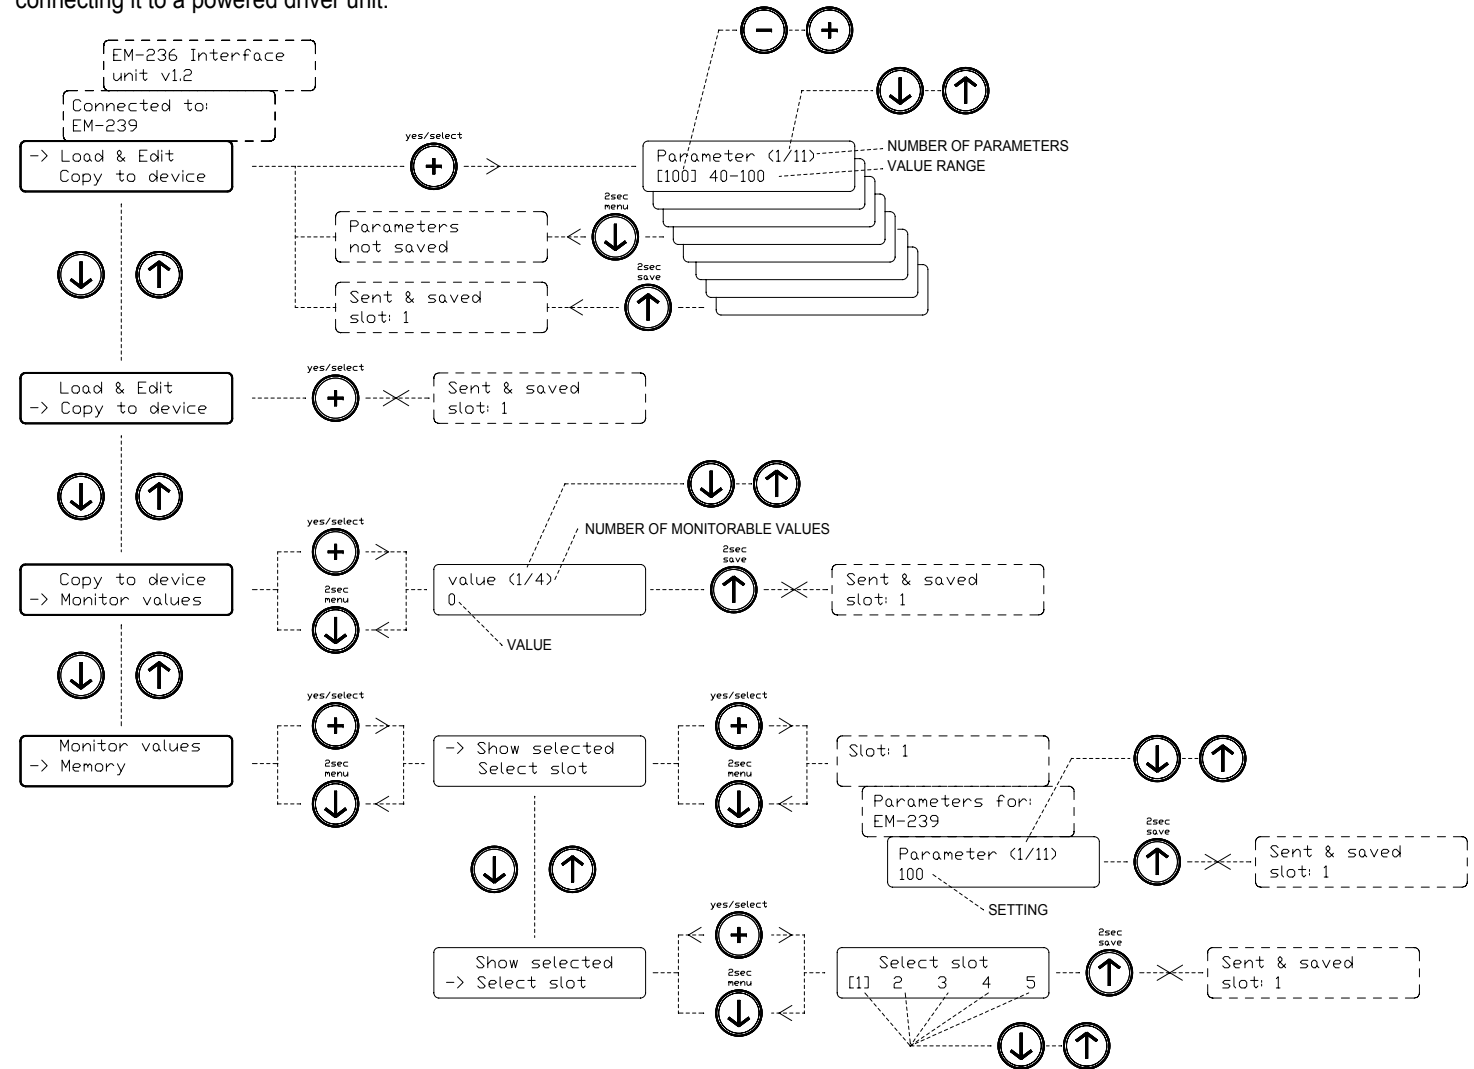 connecting it to a powered driver unit.
EM-236 Interface
unit v1.2
Connected to:
EM-239
-> Load & Edit
Copy to device
yes/select
Parameter (1/11)
[100] 40-100
NUMBER OF PARAMETERS
VALUE RANGE
2sec
menu
Parameters
not saved
2sec
save
Sent & saved
slot: 1
Load & Edit
-> Copy to device
yes/select
Sent & saved
slot: 1
Copy to device
-> Monitor values
yes/select
2sec
menu
NUMBER OF MONITORABLE VALUES
value (1/4)
0
VALUE
2sec
save
Sent & saved
slot: 1
Monitor values
-> Memory
yes/select
2sec
menu
-> Show selected
Select slot
yes/select
2sec
menu
Slot: 1
Parameters for:
EM-239
Parameter (1/11)
100
SETTING
2sec
save
Sent & saved
slot: 1
Show selected
-> Select slot
yes/select
2sec
menu
Select slot
[1] 2 3 4 5
2sec
save
Sent & saved
slot: 1